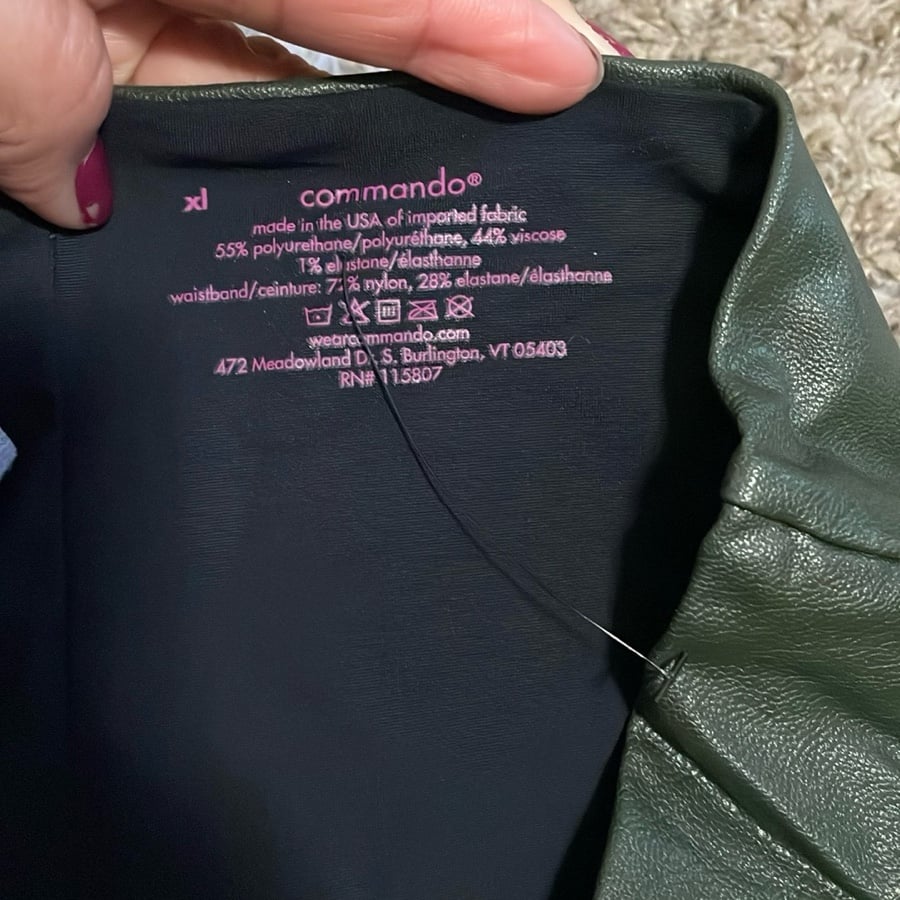 xl
commando®
made in the USA of imported fabric
55% polyurethane/polyuréthane, 44% viscose
1% elastane/élasthanne
waistband/ceinture: 72% nylon, 28% elastane/élasthanne
wearcommando.com
472 Meadowland Dr. S. Burlington, VT 05403
RN# 115807